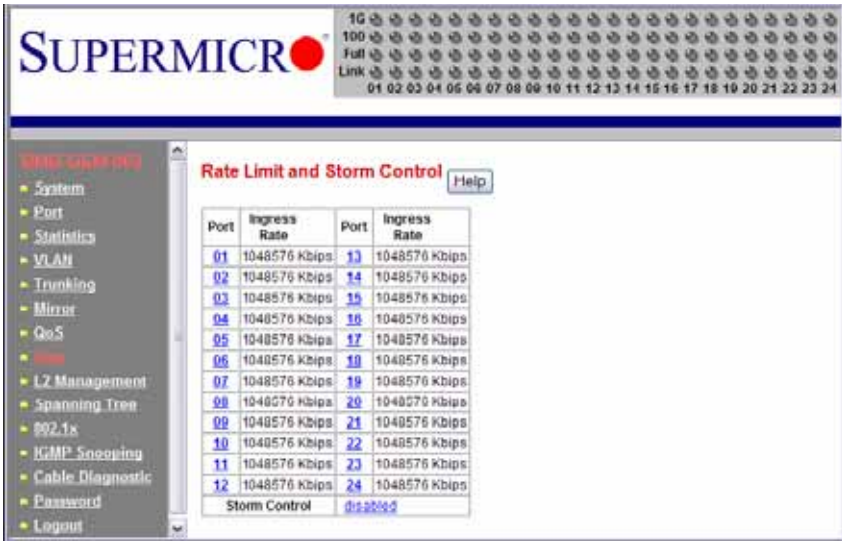 SUPERMICRO
1G
100
Full
Link
01 02 03 04 05 06 07 08 09 10 11 12 13 14 15 16 17 18 19 20 21 22 23 24
System
Port
Statistics
VLAN
Trunking
Mirror
QoS
L2 Management
Spanning Tree
802.1x
IGMP Snooping
Cable Diagnostic
Password
Logout
Rate Limit and Storm Control Help
Port Ingress Rate Port Ingress Rate
01 1048576 Kbips 13 1048576 Kbips
02 1048576 Kbips 14 1048576 Kbips
03 1048576 Kbips 15 1048576 Kbips
04 1048576 Kbips 16 1048576 Kbips
05 1048576 Kbips 17 1048576 Kbips
06 1048576 Kbips 18 1048576 Kbips
07 1048576 Kbips 19 1048576 Kbips
08 1048576 Kbips 20 1048576 Kbips
09 1048576 Kbips 21 1048576 Kbips
10 1048576 Kbips 22 1048576 Kbips
11 1048576 Kbips 23 1048576 Kbips
12 1048576 Kbips 24 1048576 Kbips
Storm Control disabled